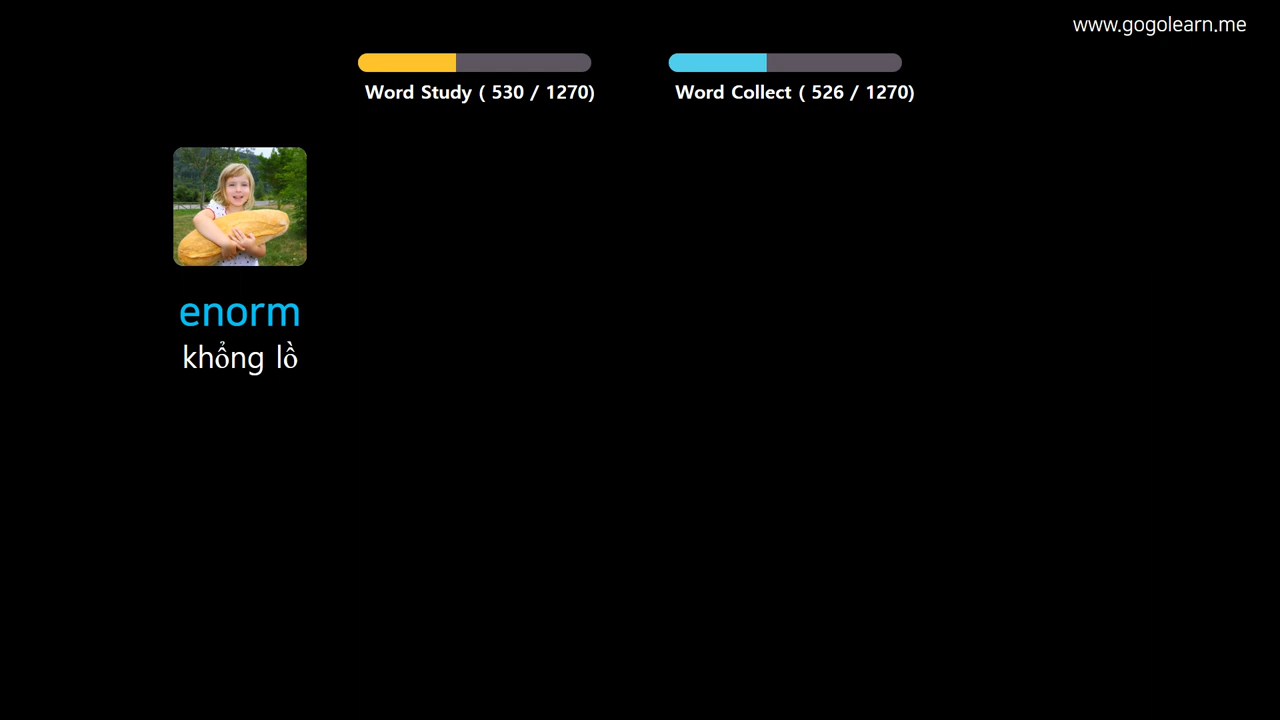 www.gogolearn.me
Word Study ( 530 / 1270)
Word Collect ( 526 / 1270)
enorm
khổng lồ